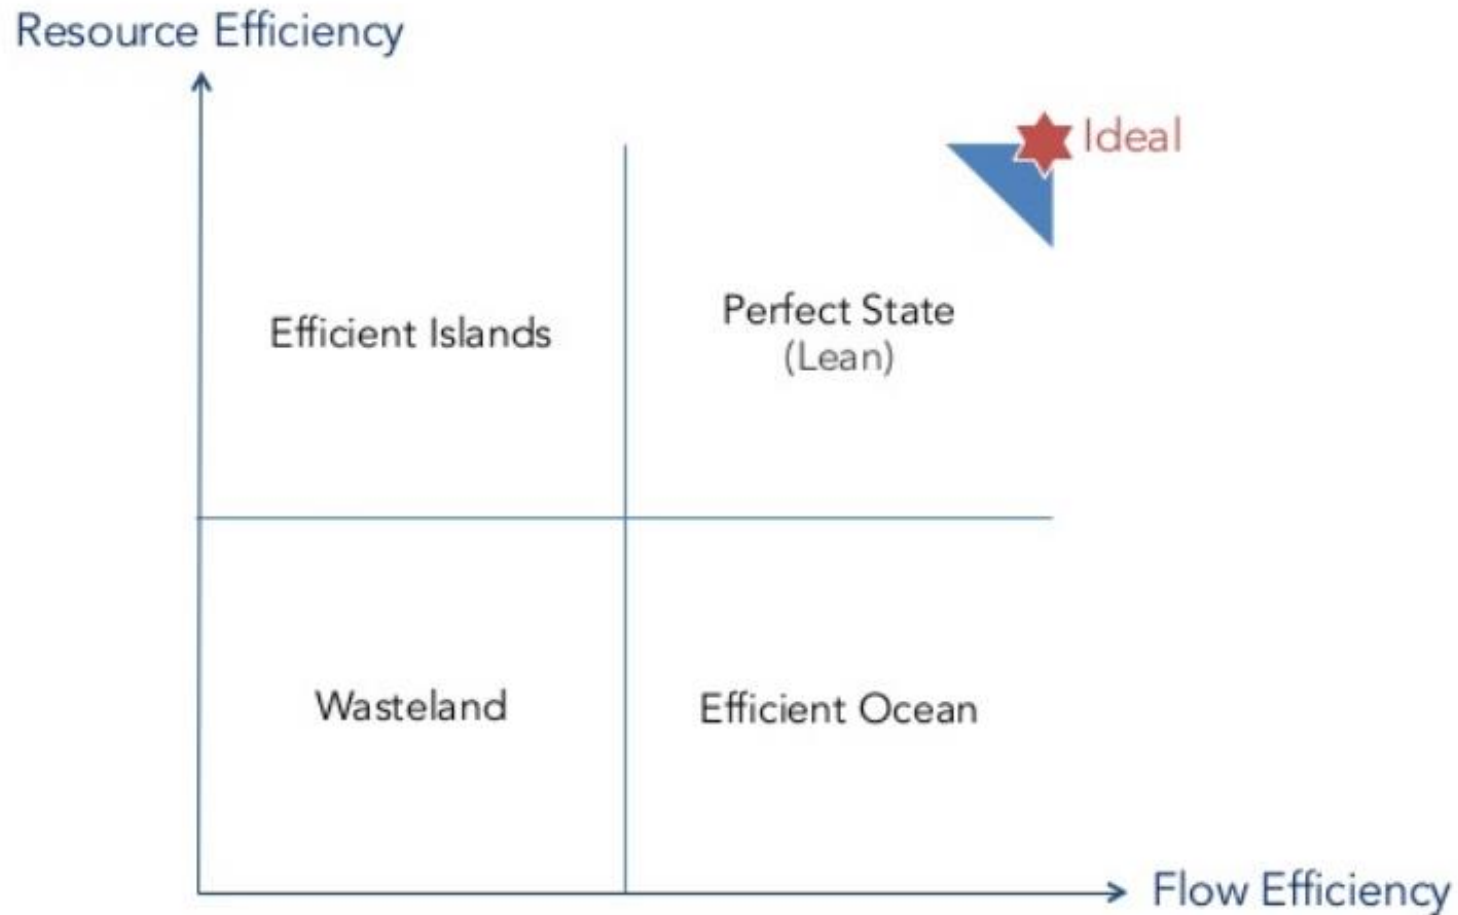 Resource Efficiency
Ideal
Efficient Islands
Perfect State
(Lean)
Wasteland
Efficient Ocean
Flow Efficiency